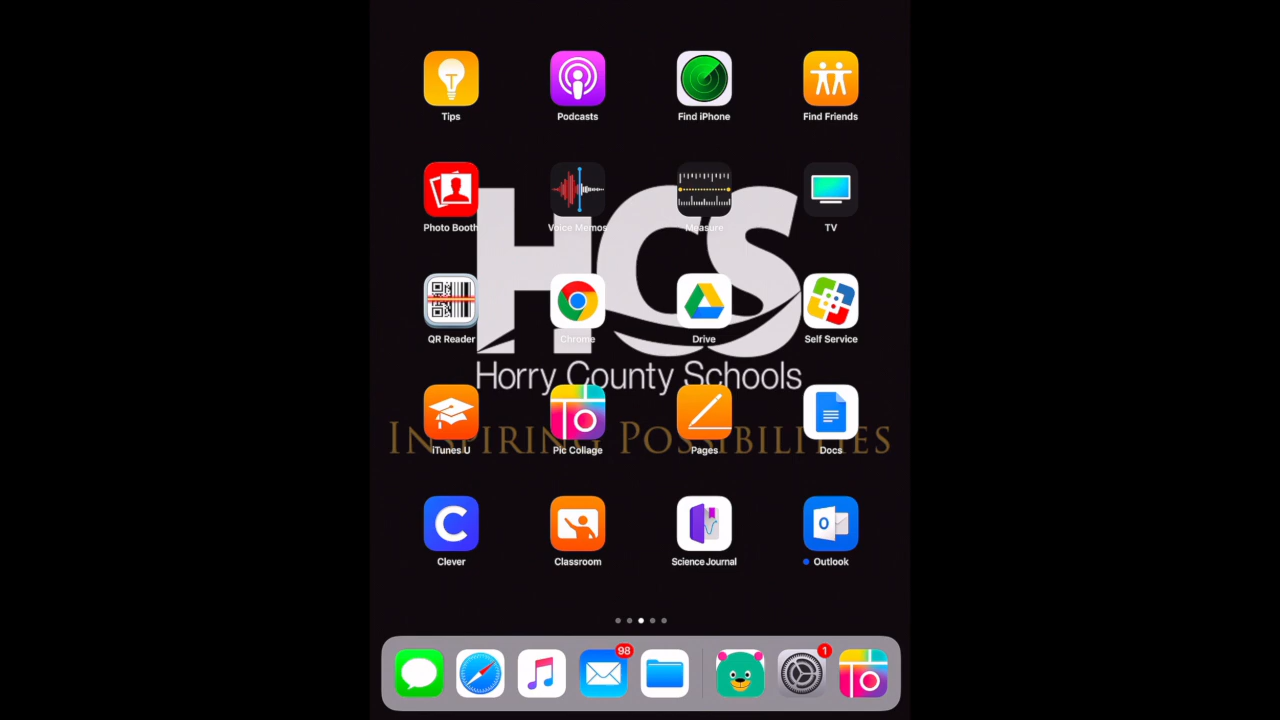 Tips Podcasts Find iPhone Find Friends
Photo Booth Voice Memos Measure TV
HCS
QR Reader Chrome Drive Self Service
Horry County Schools
INSPIRING POSSIBILITIES
iTunes U Pic Collage Pages Docs
Clever Classroom Science Journal Outlook
98
1